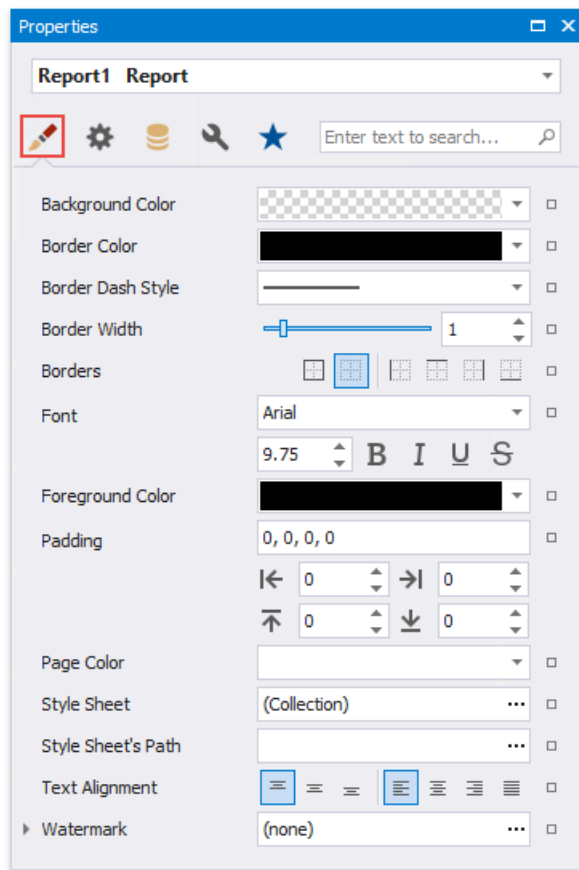 Properties
Report1 Report
Enter text to search...
Background Color
Border Color
Border Dash Style
Border Width 1
Borders
Font Arial
9.75 B I U S
Foreground Color
Padding 0, 0, 0, 0
0 0
0 0
Page Color
Style Sheet (Collection) ...
Style Sheet's Path ...
Text Alignment
Watermark (none) ...